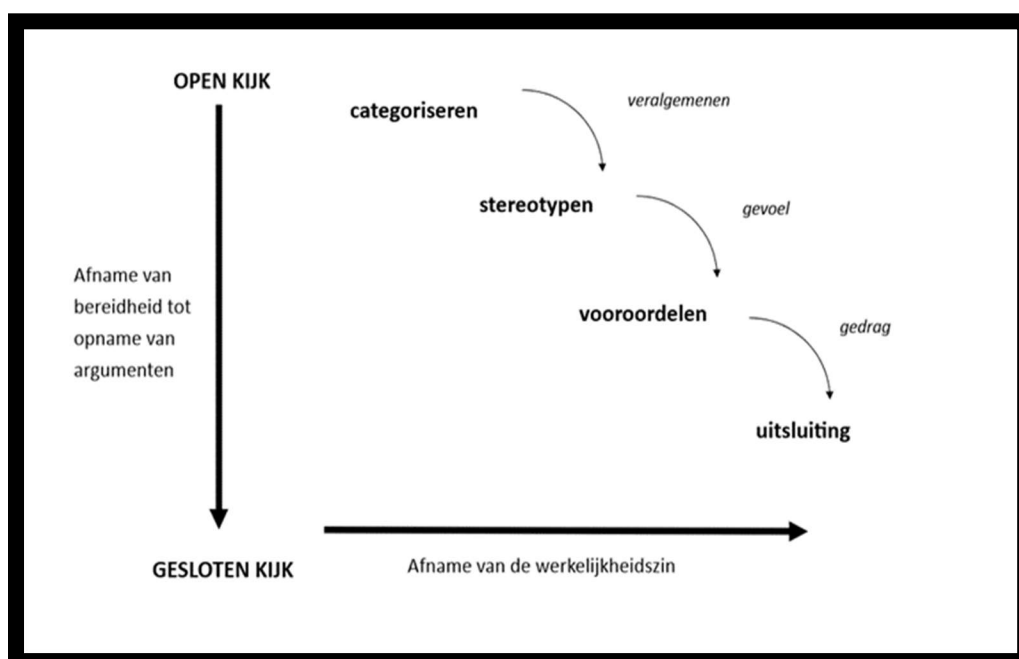 OPEN KIJK
categoriseren
veralgemenen
stereotypen
gevoel
Afname van
bereidheid tot
opname van
argumenten
vooroordelen
gedrag
uitsluiting
GESLOTEN KIJK
Afname van de werkelijkheidszin